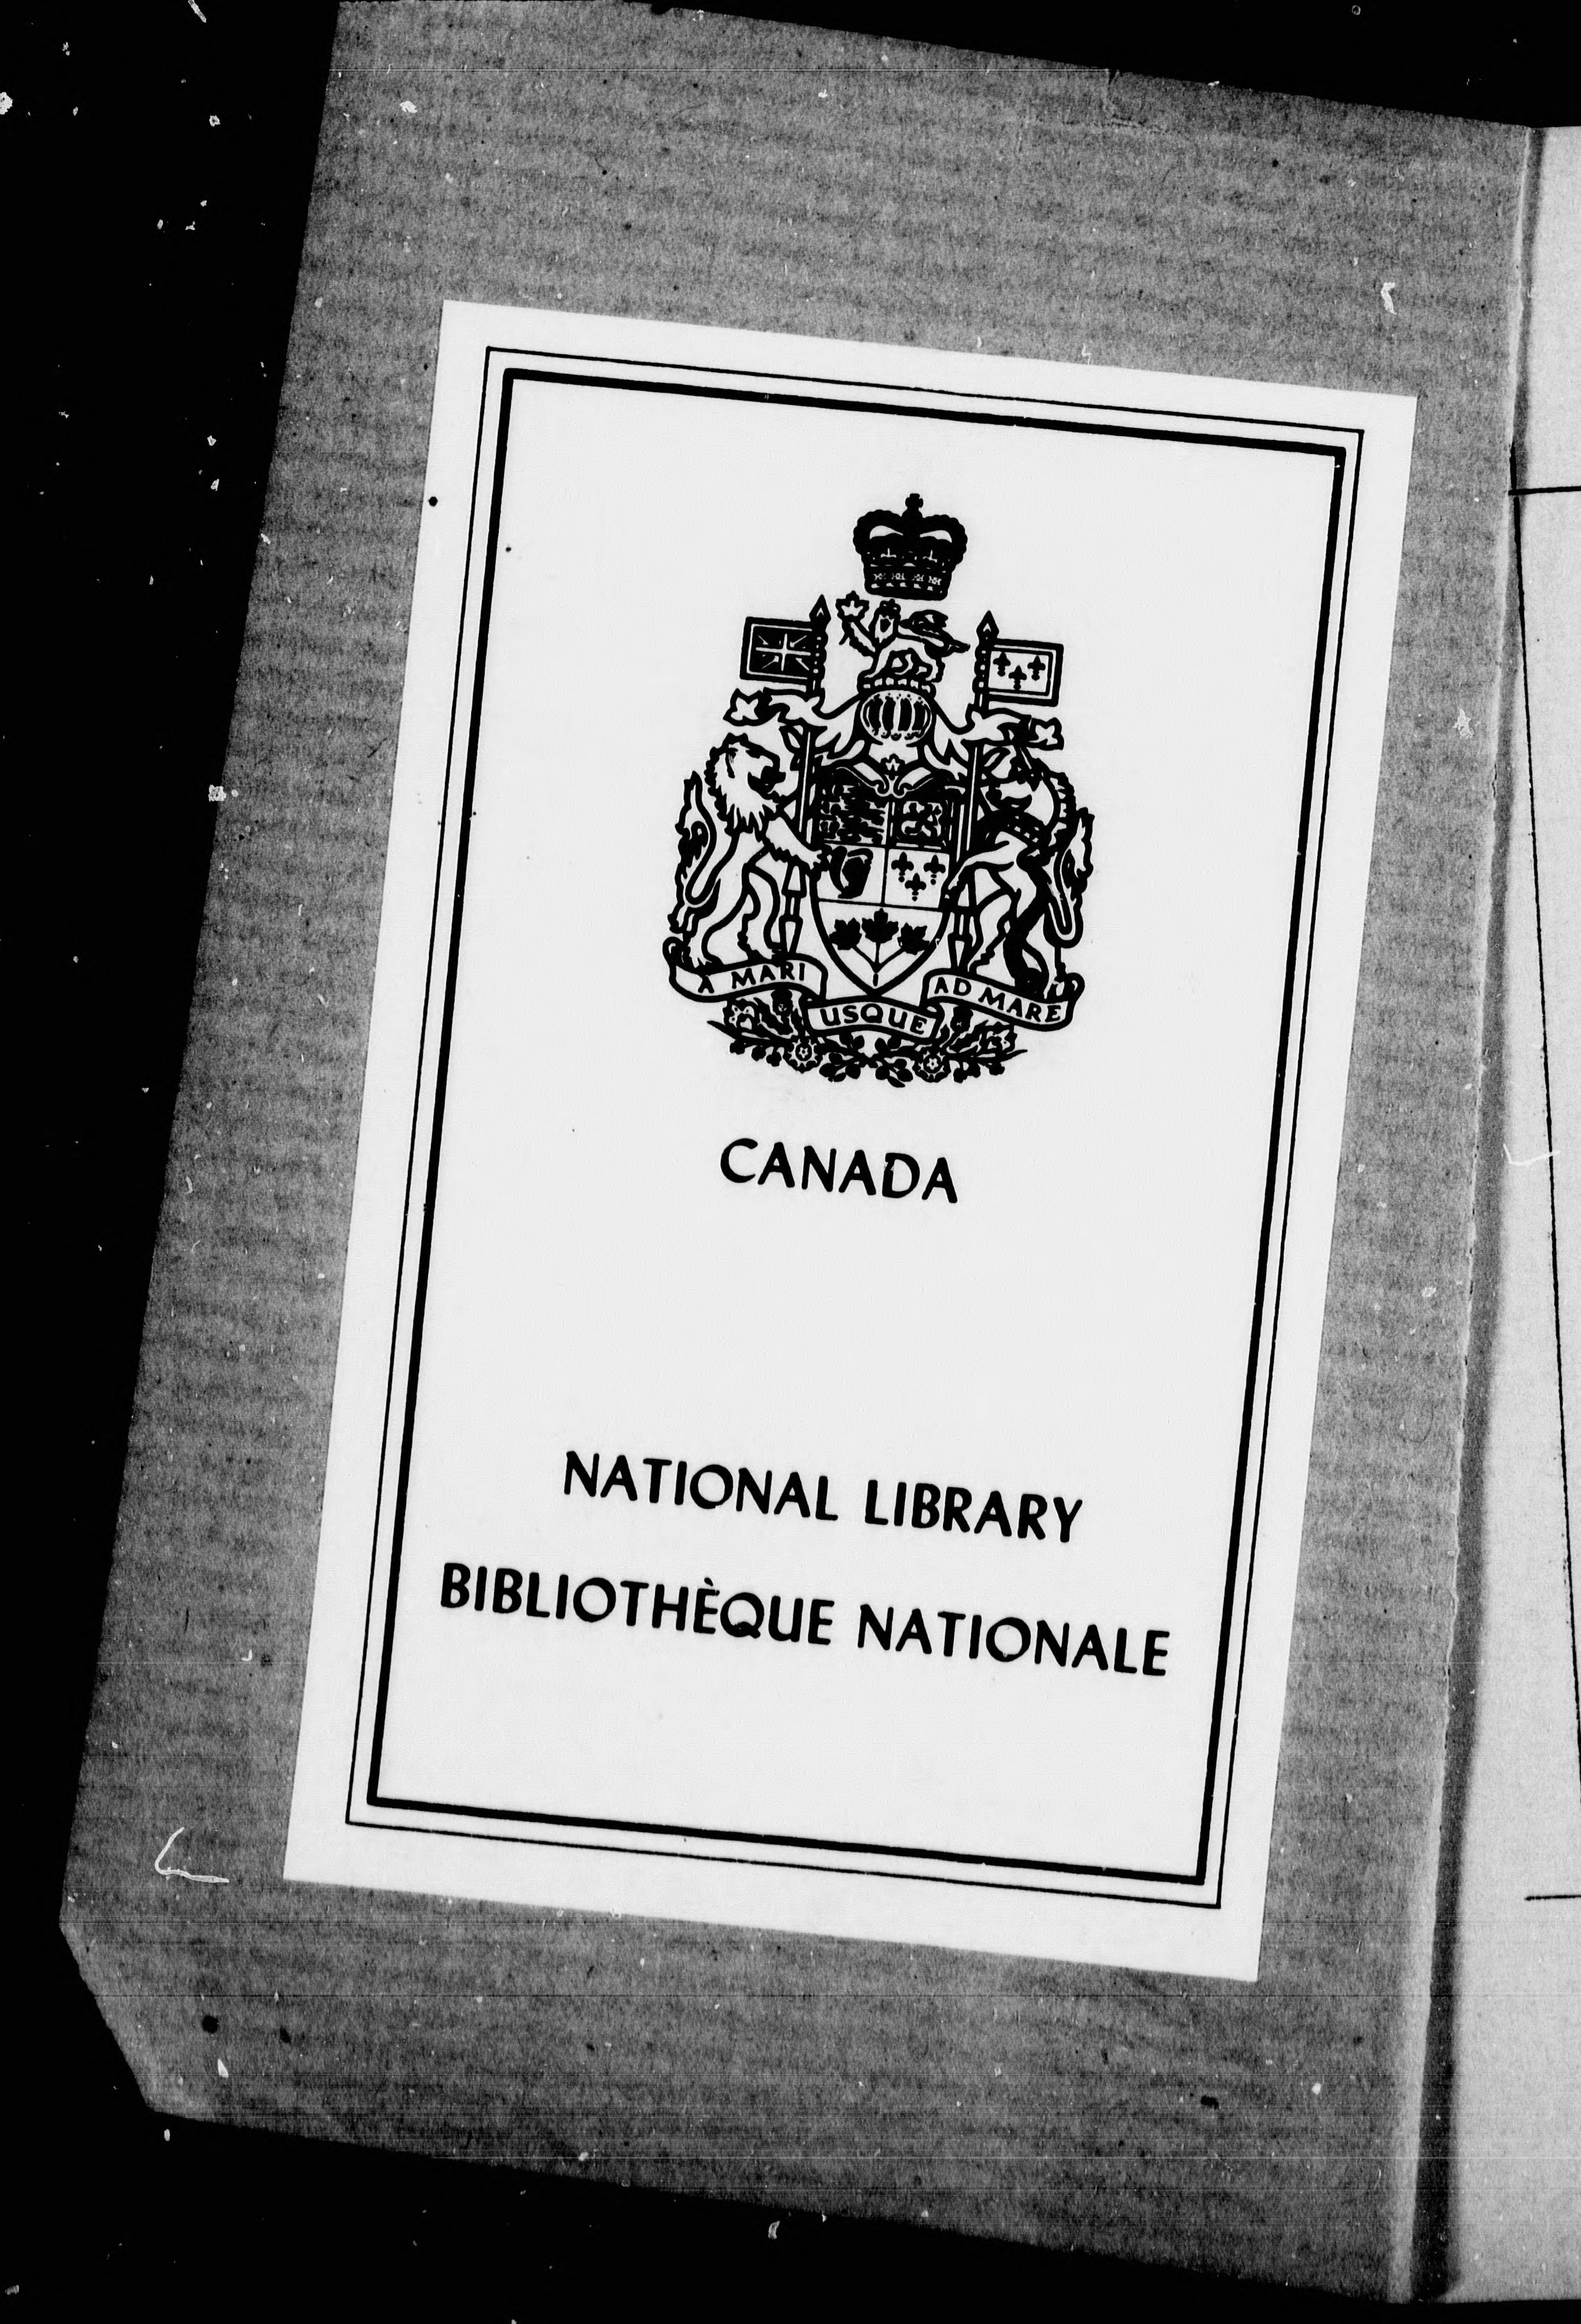 A MARI USQUE AD MARE
CANADA
NATIONAL LIBRARY
BIBLIOTHÈQUE NATIONALE